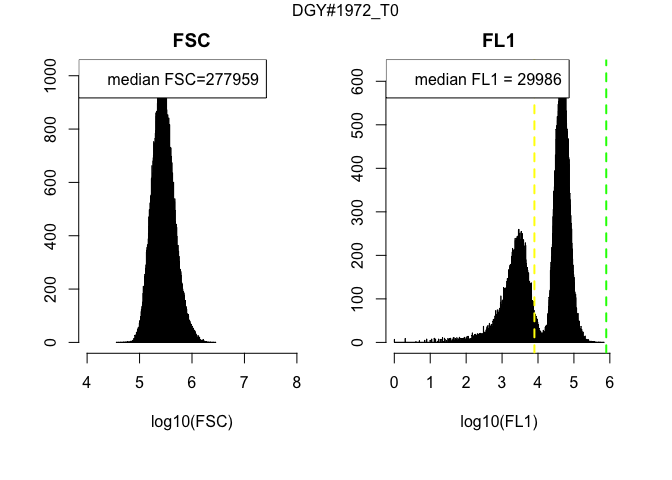 DGY#1972_T0
FSC
median FSC=277959
0
200
400
600
800
1000
4 5 6 7 8
log10(FSC)
FL1
median FL1 = 29986
0
100
200
300
400
500
600
0 1 2 3 4 5 6
log10(FL1)